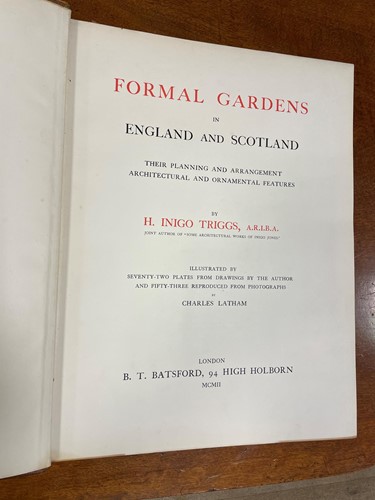 FORMAL GARDENS
IN
ENGLAND AND SCOTLAND
THEIR PLANNING AND ARRANGEMENT
ARCHITECTURAL AND ORNAMENTAL FEATURES
BY
H. INIGO TRIGGS, A.R.I.B.A.
JOINT AUTHOR OF "SOME ARCHITECTURAL WORKS OF INIGO JONES"
ILLUSTRATED BY
SEVENTY-TWO PLATES FROM DRAWINGS BY THE AUTHOR
AND FIFTY-THREE REPRODUCED FROM PHOTOGRAPHS
BY
CHARLES LATHAM
LONDON
B. T. BATSFORD, 94 HIGH HOLBORN
MCMII